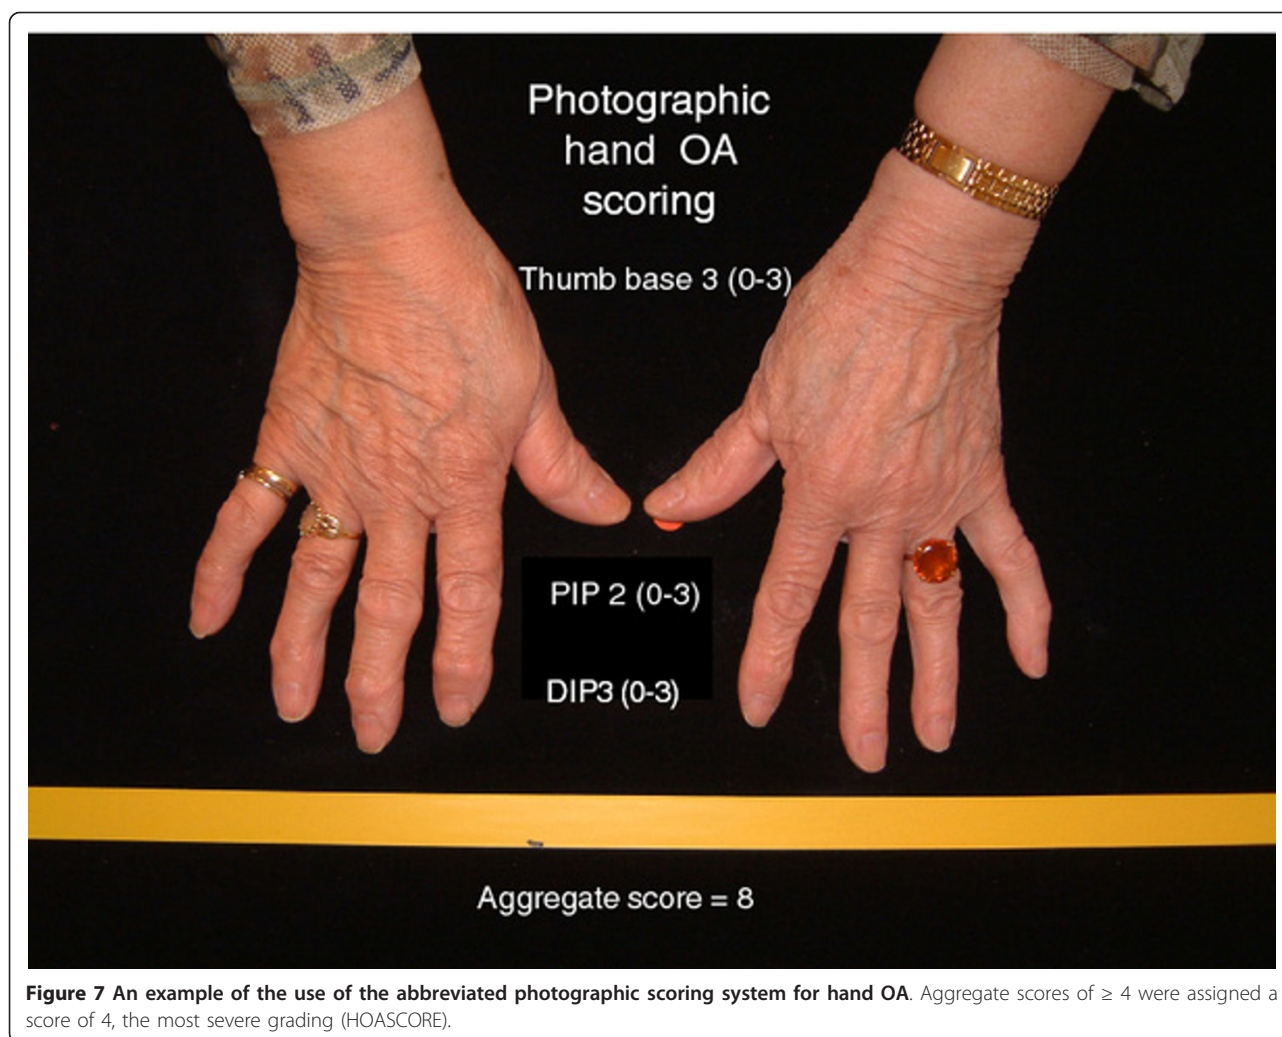 Photographic
hand OA
scoring
Thumb base 3 (0-3)
PIP 2 (0-3)
DIP3 (0-3)
Aggregate score = 8
Figure 7 An example of the use of the abbreviated photographic scoring system for hand OA. Aggregate scores of ≥ 4 were assigned a
score of 4, the most severe grading (HOASCORE).